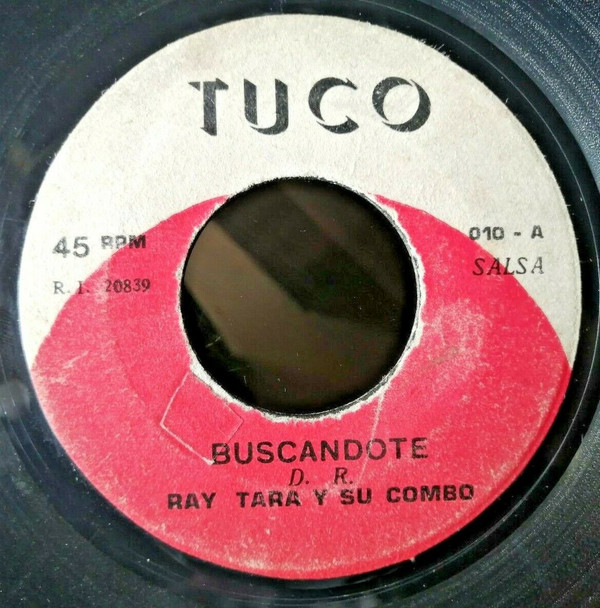 TUCO
45 RPM
010 - A
R. I. 20839
SALSA
BUSCANDOTE
D. R.
RAY TARA Y SU COMBO